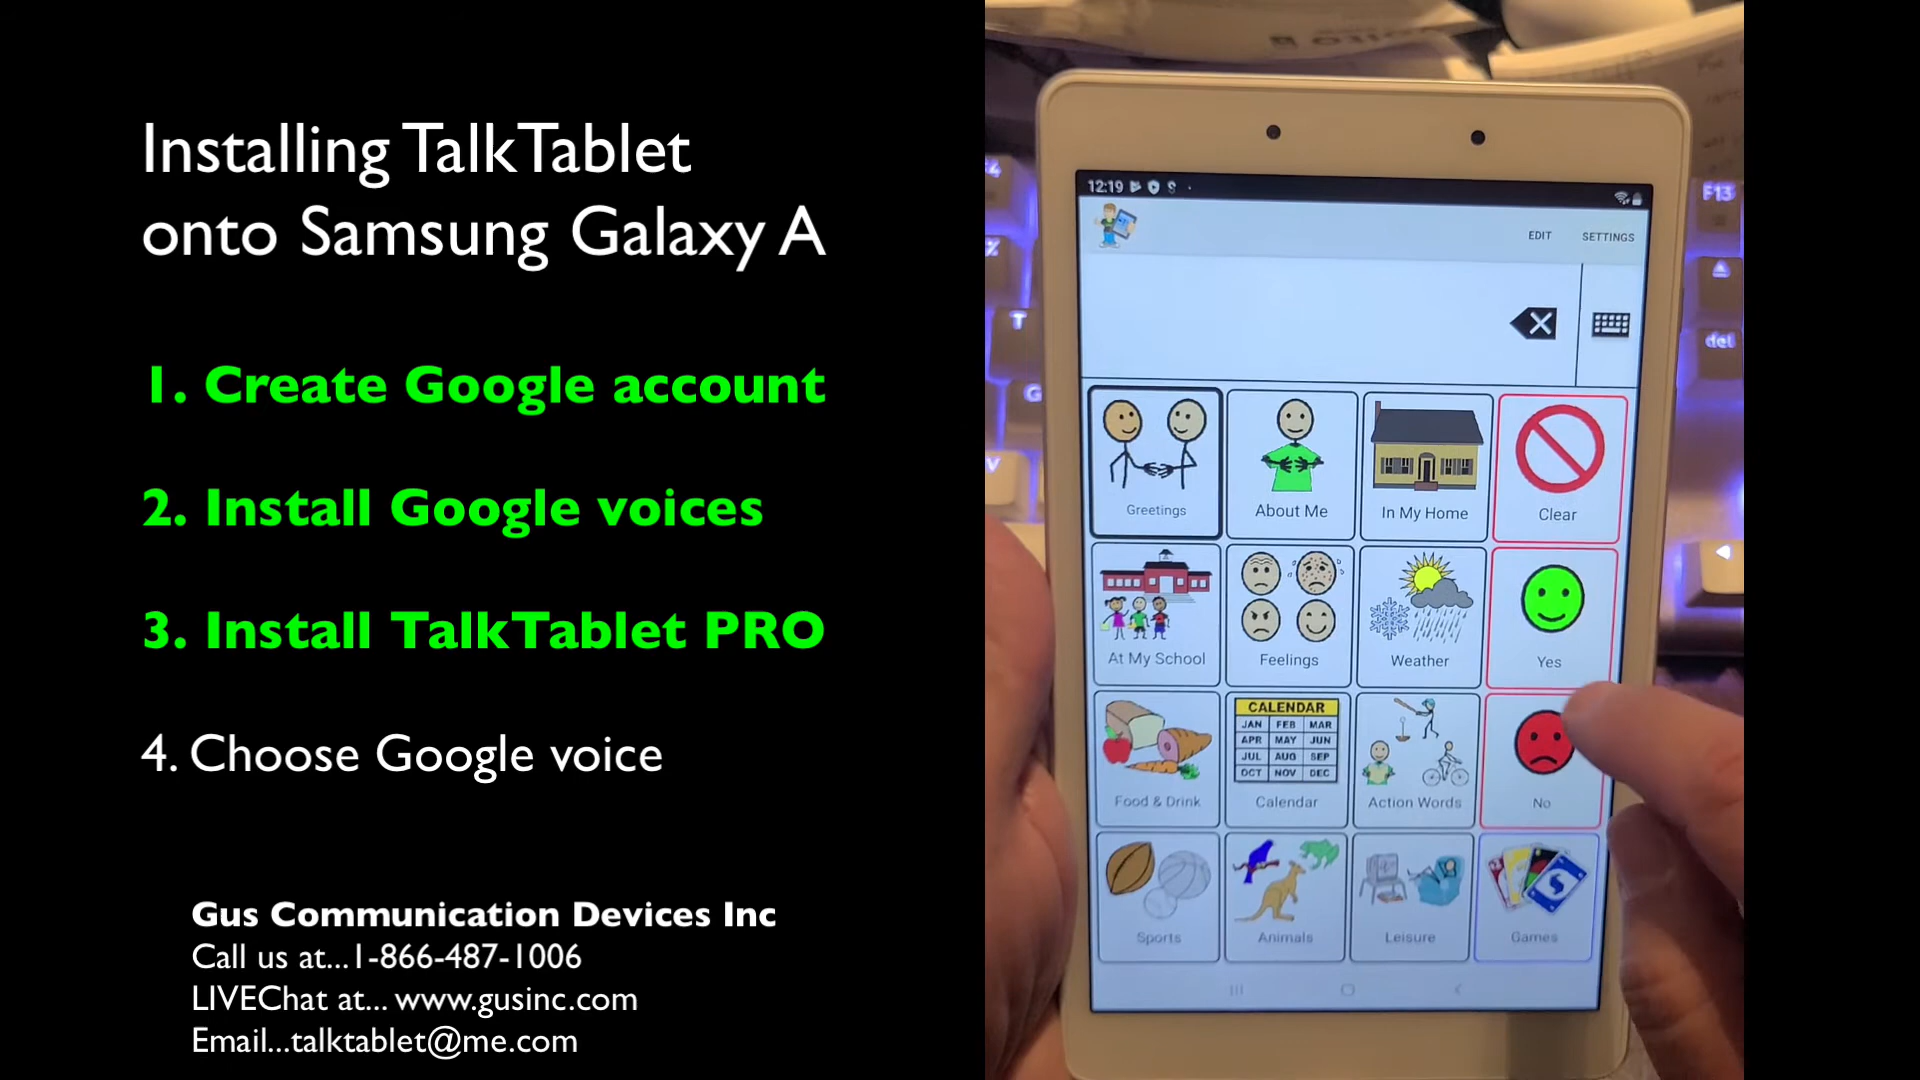 Installing TalkTablet
onto Samsung Galaxy A
1. Create Google account
2. Install Google voices
3. Install TalkTablet PRO
4. Choose Google voice
Gus Communication Devices Inc
Call us at...1-866-487-1006
LIVEChat at... www.gusinc.com
Email...talktablet@me.com
12:19
EDIT SETTINGS
Greetings About Me In My Home Clear
At My School Feelings Weather Yes
CALENDAR
JAN FEB MAR
APR MAY JUN
JUL AUG SEP
OCT NOV DEC
Food & Drink Calendar Action Words No
Sports Animals Leisure Games
F13
del
T
G
V